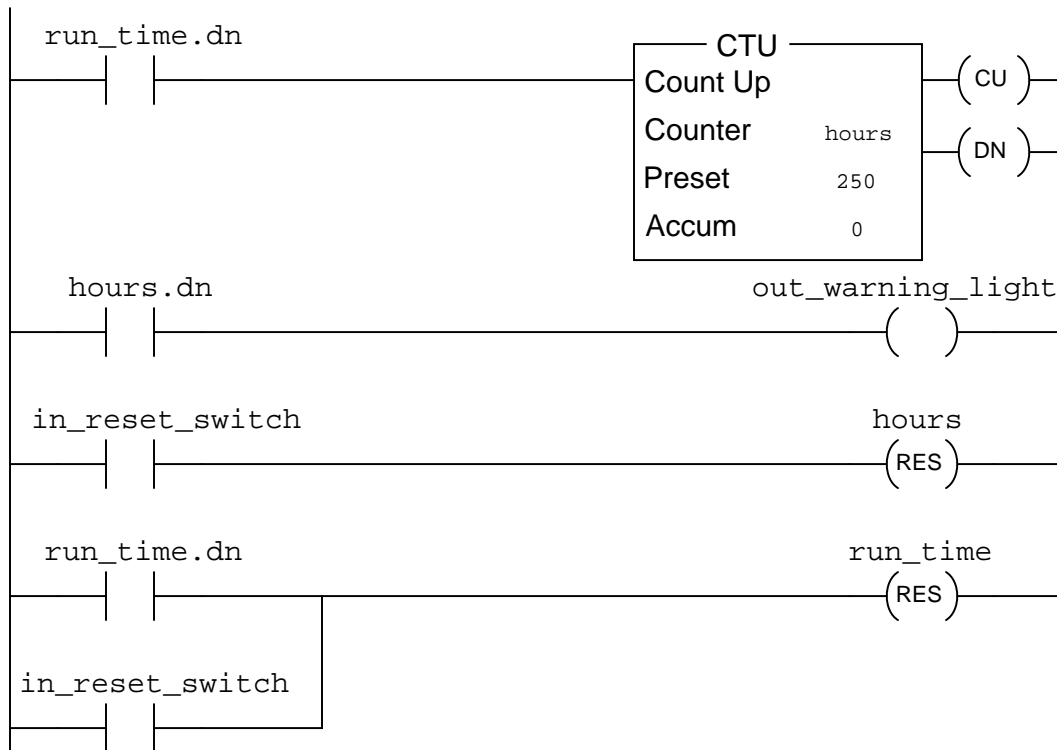 run_time.dn
CTU
Count Up
CU
Counter hours
DN
Preset 250
Accum 0
hours.dn
out_warning_light
in_reset_switch
hours
RES
run_time.dn
run_time
RES
in_reset_switch